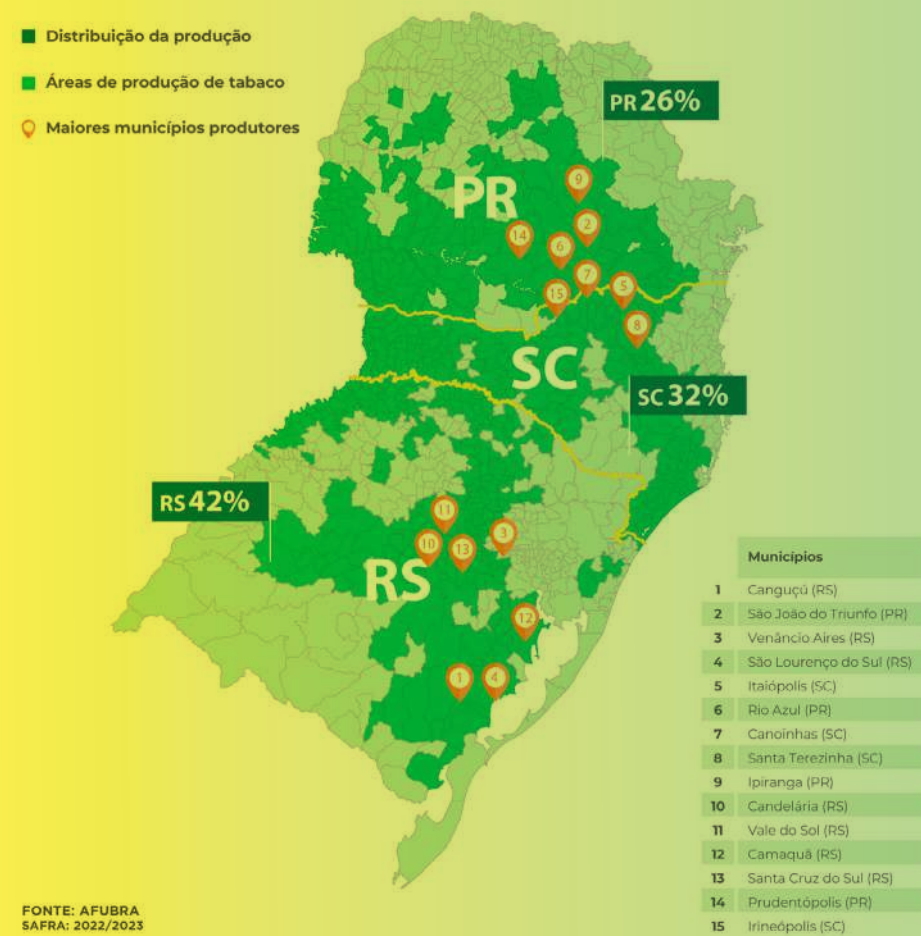 Distribuição da produção
Áreas de produção de tabaco
Maiores municípios produtores
PR 26%
PR
9
2
14
6
7
5
15
8
SC
SC 32%
RS 42%
11
10
13
3
RS
12
1
4
Municípios
1 Canguçú (RS)
2 São João do Triunfo (PR)
3 Venâncio Aires (RS)
4 São Lourenço do Sul (RS)
5 Itaiópolis (SC)
6 Rio Azul (PR)
7 Canoinhas (SC)
8 Santa Terezinha (SC)
9 Ipiranga (PR)
10 Candelária (RS)
11 Vale do Sol (RS)
12 Camaquã (RS)
13 Santa Cruz do Sul (RS)
14 Prudentópolis (PR)
15 Irineópolis (SC)
FONTE: AFUBRA
SAFRA: 2022/2023